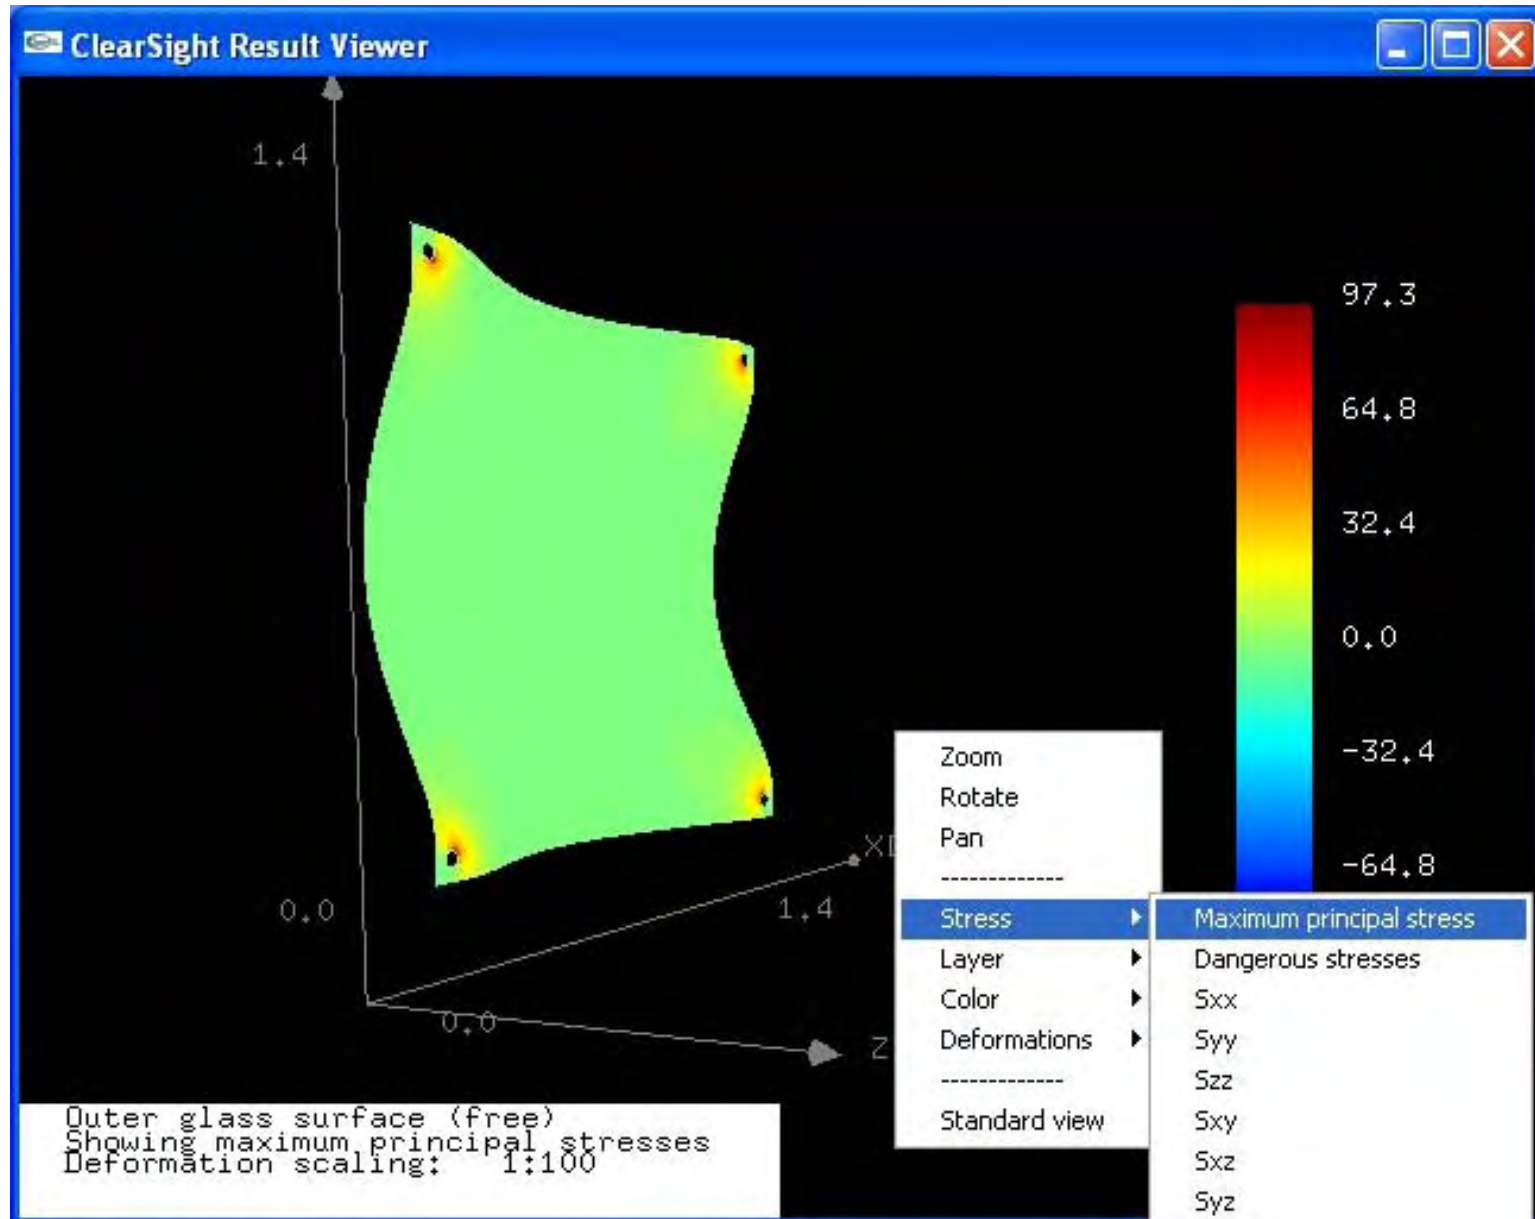 ClearSight Result Viewer
1.4
97.3
64.8
32.4
0.0
-32.4
-64.8
0.0
1.4
0.0
Z
Zoom
Rotate
Pan
-------------
Stress
Layer
Color
Deformations
-------------
Standard view
Maximum principal stress
Dangerous stresses
Sxx
Syy
Szz
Sxy
Sxz
Syz
Outer glass surface (free)
Showing maximum principal stresses
Deformation scaling: 1:100